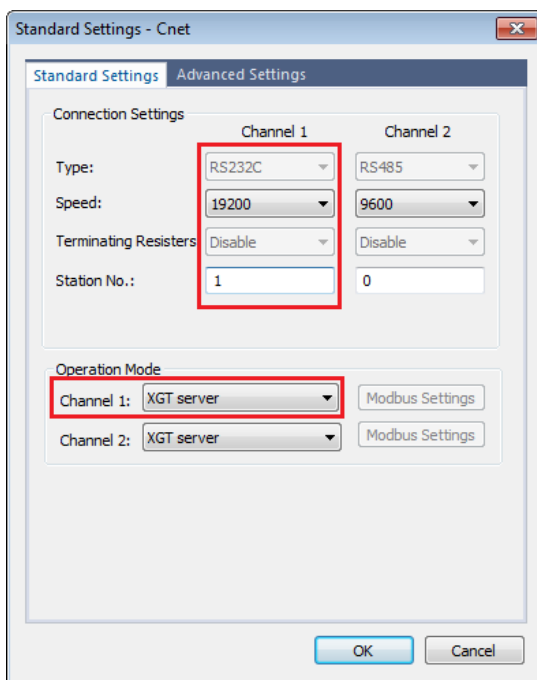 Standard Settings - Cnet
Standard Settings Advanced Settings
Connection Settings
Channel 1 Channel 2
Type: RS232C RS485
Speed: 19200 9600
Terminating Resisters Disable Disable
Station No.: 1 0
Operation Mode
Channel 1: XGT server Modbus Settings
Channel 2: XGT server Modbus Settings
OK Cancel